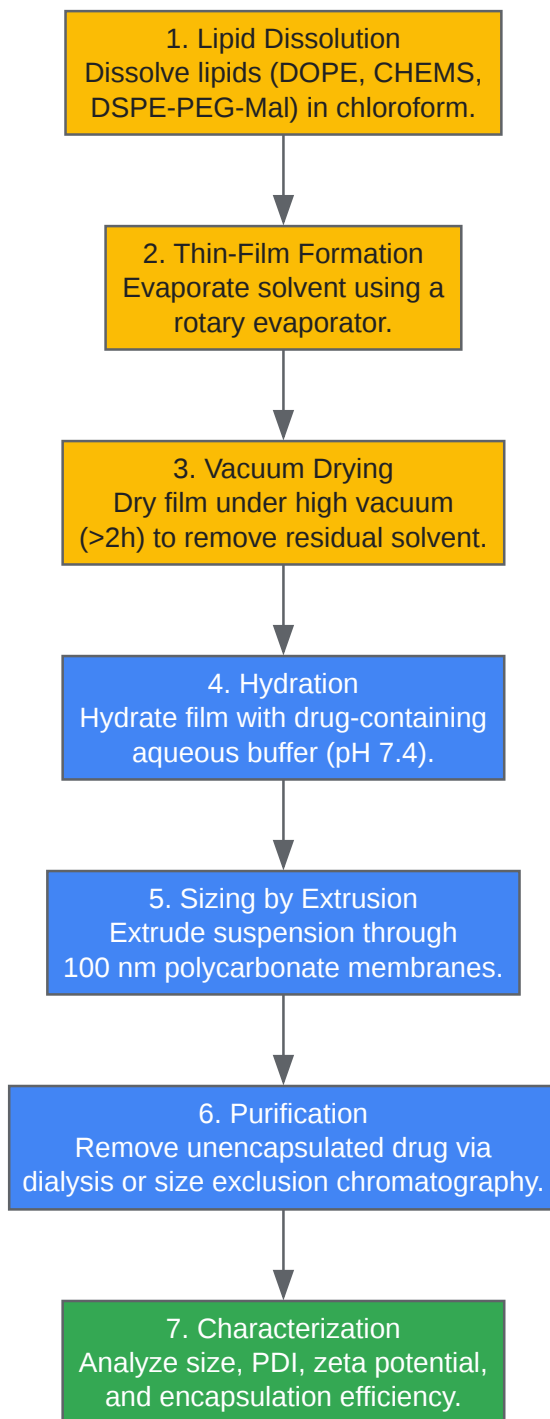 1. Lipid Dissolution
Dissolve lipids (DOPE, CHEMS,
DSPE-PEG-Mal) in chloroform.
2. Thin-Film Formation
Evaporate solvent using a
rotary evaporator.
3. Vacuum Drying
Dry film under high vacuum
(>2h) to remove residual solvent.
4. Hydration
Hydrate film with drug-containing
aqueous buffer (pH 7.4).
5. Sizing by Extrusion
Extrude suspension through
100 nm polycarbonate membranes.
6. Purification
Remove unencapsulated drug via
dialysis or size exclusion chromatography.
7. Characterization
Analyze size, PDI, zeta potential,
and encapsulation efficiency.